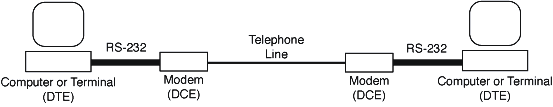 RS-232
Telephone
Line
RS-232
Computer or Terminal
(DTE)
Modem
(DCE)
Modem
(DCE)
Computer or Terminal
(DTE)